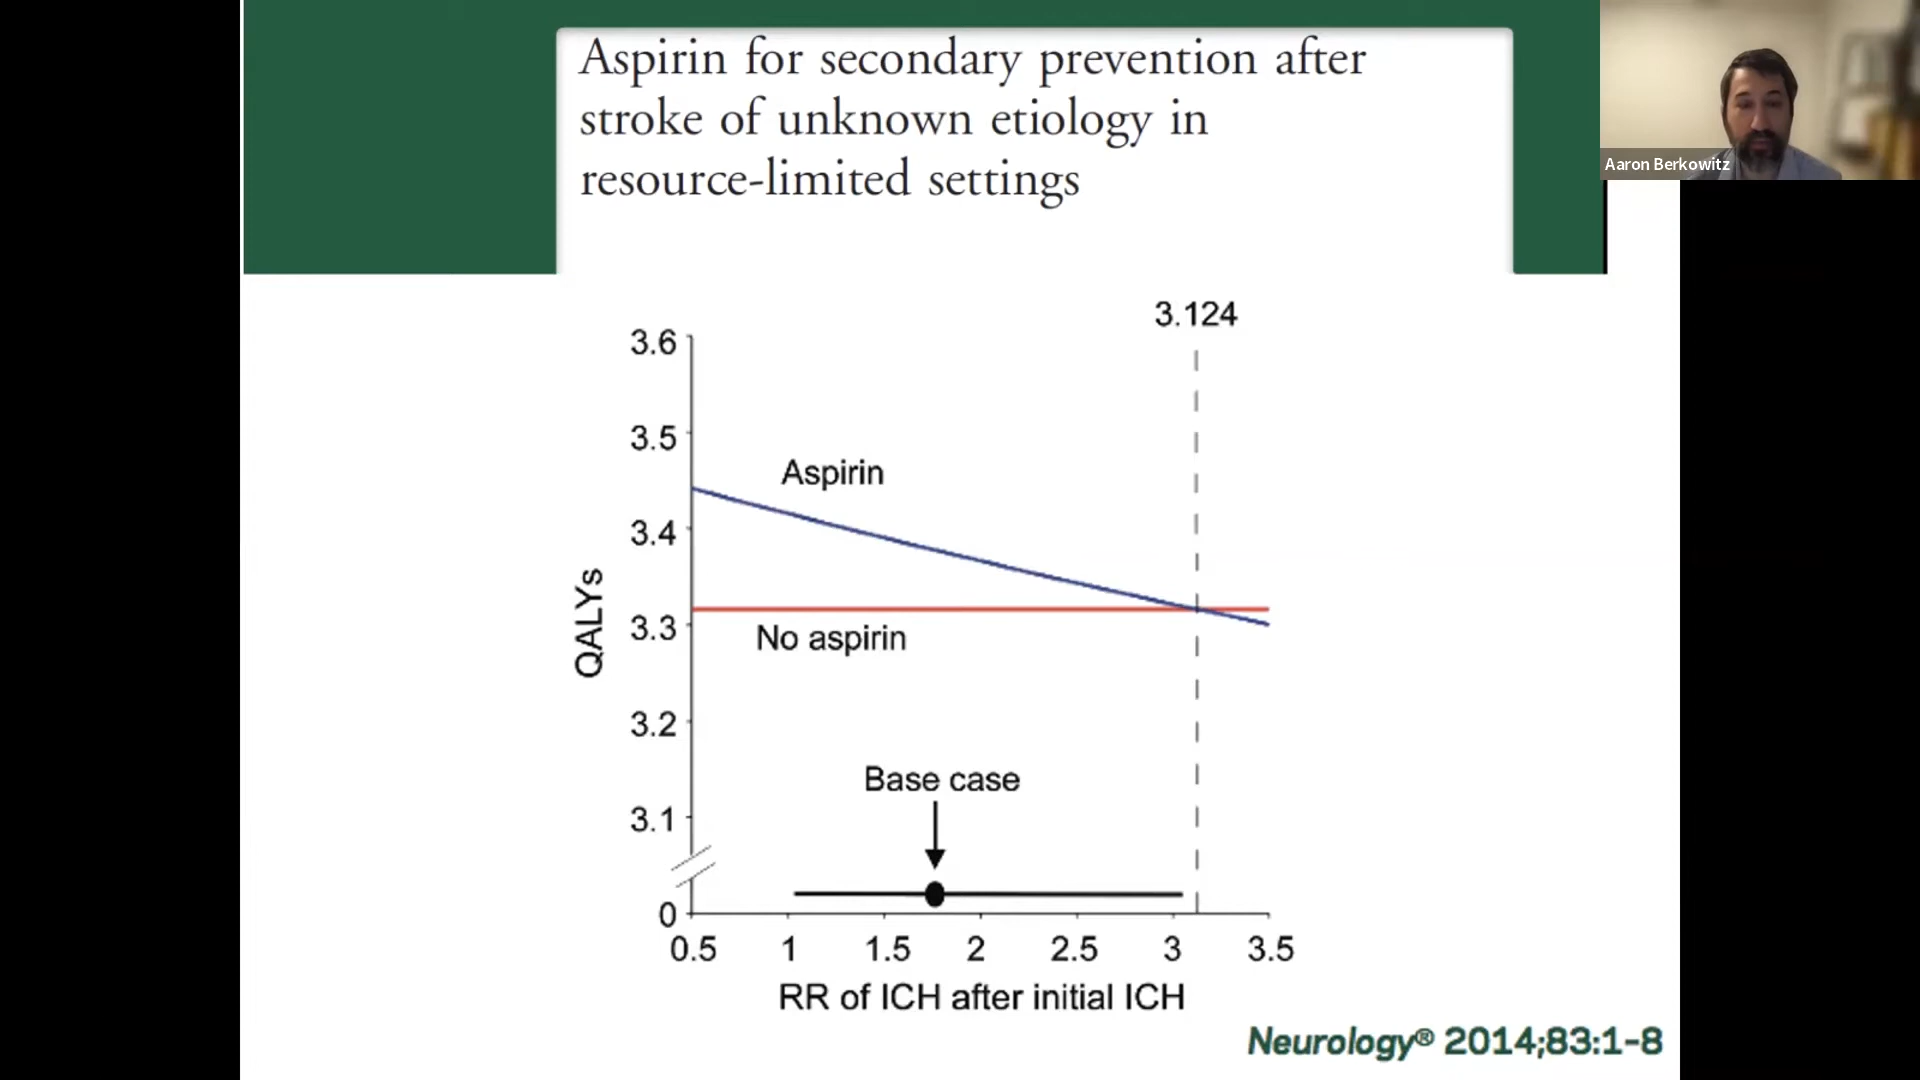 Aspirin for secondary prevention after
stroke of unknown etiology in
resource-limited settings
Aaron Berkowitz
3.124
3.6
3.5
Aspirin
3.4
QALYs
3.3
No aspirin
3.2
Base case
3.1
0
0.5 1 1.5 2 2.5 3 3.5
RR of ICH after initial ICH
Neurology® 2014;83:1-8